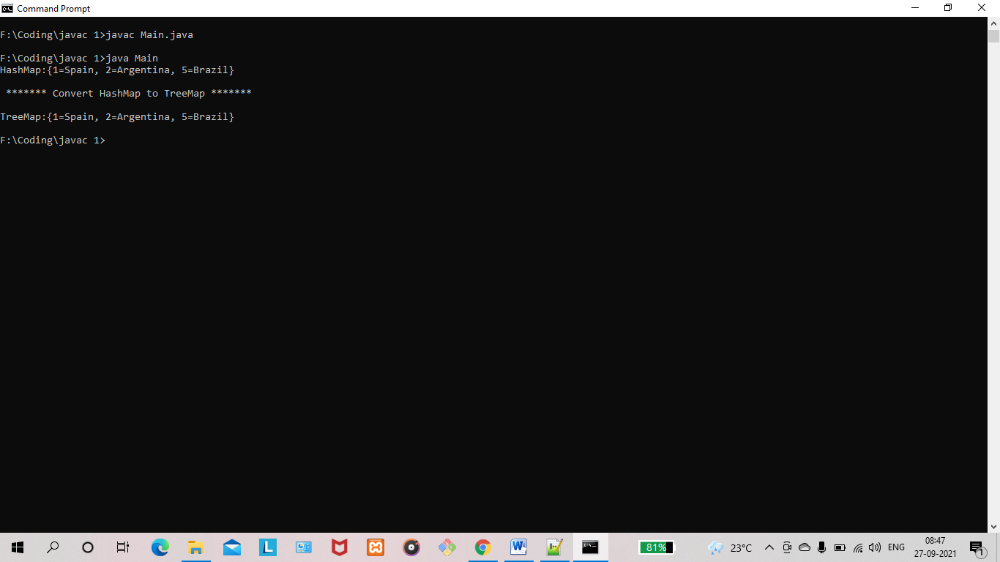 Command Prompt
F:\Coding\javac 1>javac Main.java
F:\Coding\javac 1>java Main
HashMap:{1=Spain, 2=Argentina, 5=Brazil}
******* Convert HashMap to TreeMap *******
TreeMap:{1=Spain, 2=Argentina, 5=Brazil}
F:\Coding\javac 1>
81%
23°C
ENG
08:47
27-09-2021
1